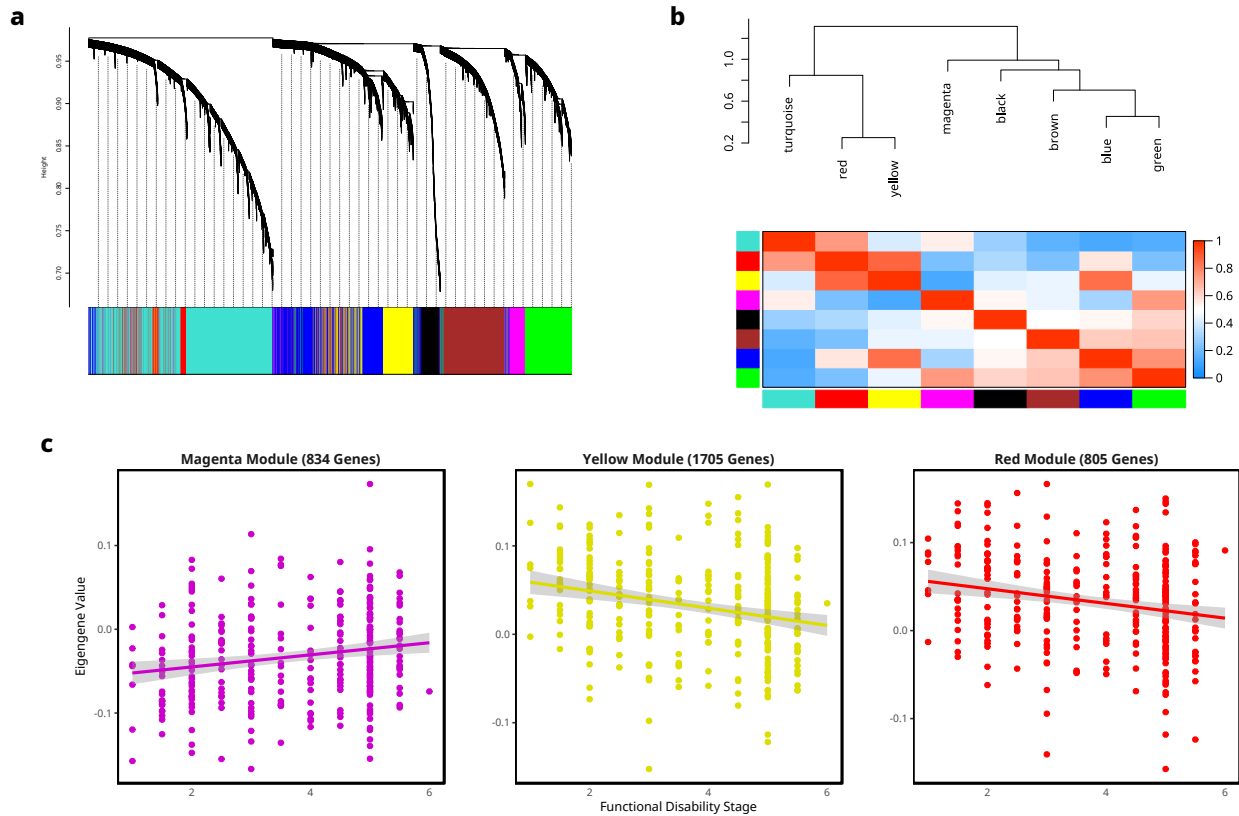 a
Height
0.95
0.90
0.85
0.80
0.75
0.70
b
1.0
0.6
0.2
turquoise
red
yellow
magenta
black
brown
blue
green
1
0.8
0.6
0.4
0.2
0
c
Magenta Module (834 Genes)
Yellow Module (1705 Genes)
Red Module (805 Genes)
Eigengene Value
0.1
0.0
-0.1
2
4
6
0.1
0.0
-0.1
2
4
6
0.1
0.0
-0.1
2
4
6
Functional Disability Stage